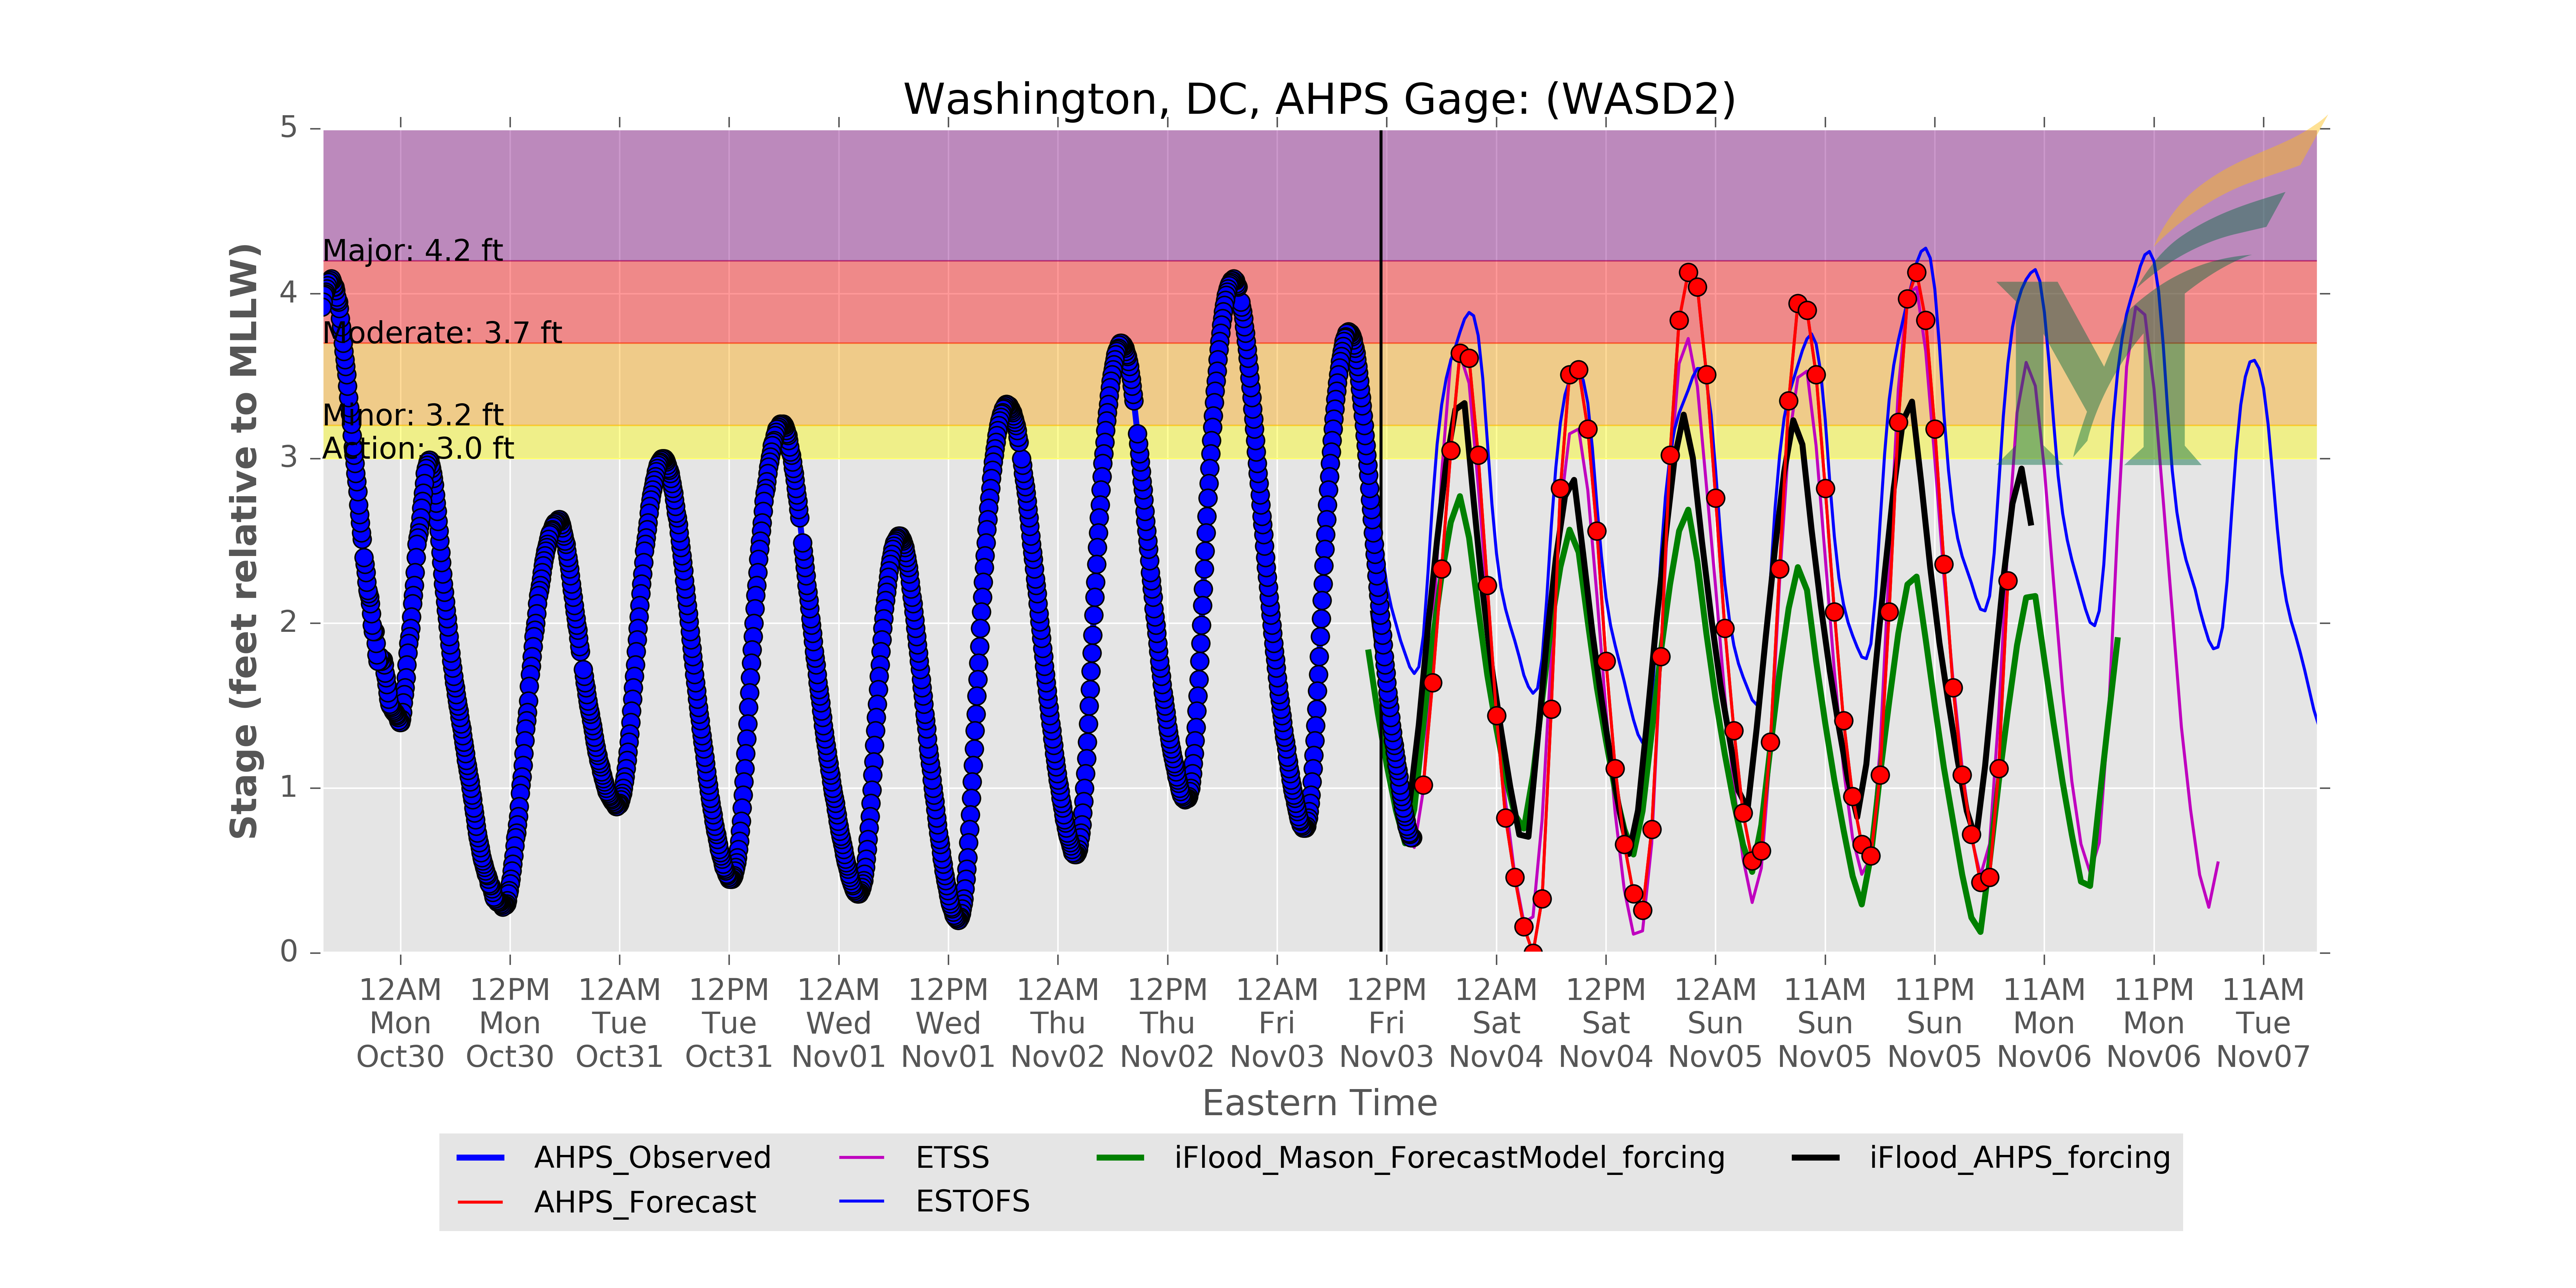 Washington, DC, AHPS Gage: (WASD2)
5
4
3
2
1
0
Stage (feet relative to MLLW)
Major: 4.2 ft
Moderate: 3.7 ft
Minor: 3.2 ft
Action: 3.0 ft
12AM 12PM 12AM 12PM 12AM 12PM 12AM 12PM 12AM 12PM 12AM 12PM 12AM 11AM 11PM 11AM 11PM 11AM
Mon Mon Tue Tue Wed Wed Thu Thu Fri Fri Sat Sat Sun Sun Sun Mon Mon Tue
Oct30 Oct30 Oct31 Oct31 Nov01 Nov01 Nov02 Nov02 Nov03 Nov03 Nov04 Nov04 Nov05 Nov05 Nov05 Nov06 Nov06 Nov07
Eastern Time
AHPS_Observed ETSS iFlood_Mason_ForecastModel_forcing iFlood_AHPS_forcing
AHPS_Forecast ESTOFS